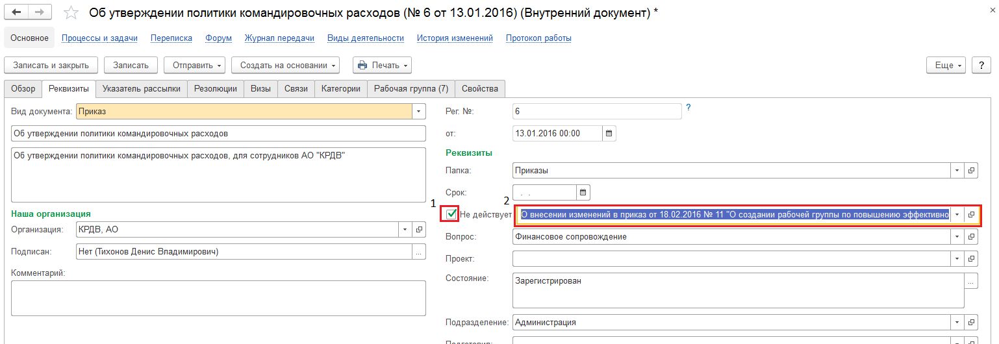 Об утверждении политики командировочных расходов (№ 6 от 13.01.2016) (Внутренний документ) *
Основное Процессы и задачи Переписка Форум Журнал передачи Виды деятельности История изменений Протокол работы
Записать и закрыть Записать Отправить Создать на основании Печать Еще ?
Обзор Реквизиты Указатель рассылки Резолюции Визы Связи Категории Рабочая группа (7) Свойства
Вид документа: Приказ Рег. №: 6 ?
Об утверждении политики командировочных расходов от: 13.01.2016 00:00
Об утверждении политики командировочных расходов, для сотрудников АО "КРДВ" Реквизиты
Папка: Приказы
Срок: . .
1 2
Наша организация Не действует О внесении изменений в приказ от 18.02.2016 № 11 "О создании рабочей группы по повышению эффективно
Организация: КРДВ, АО Вопрос: Финансовое сопровождение
Подписан: Нет (Тихонов Денис Владимирович) ... Проект:
Комментарий: Состояние: Зарегистрирован ...
Подразделение: Администрация
Подготовил: